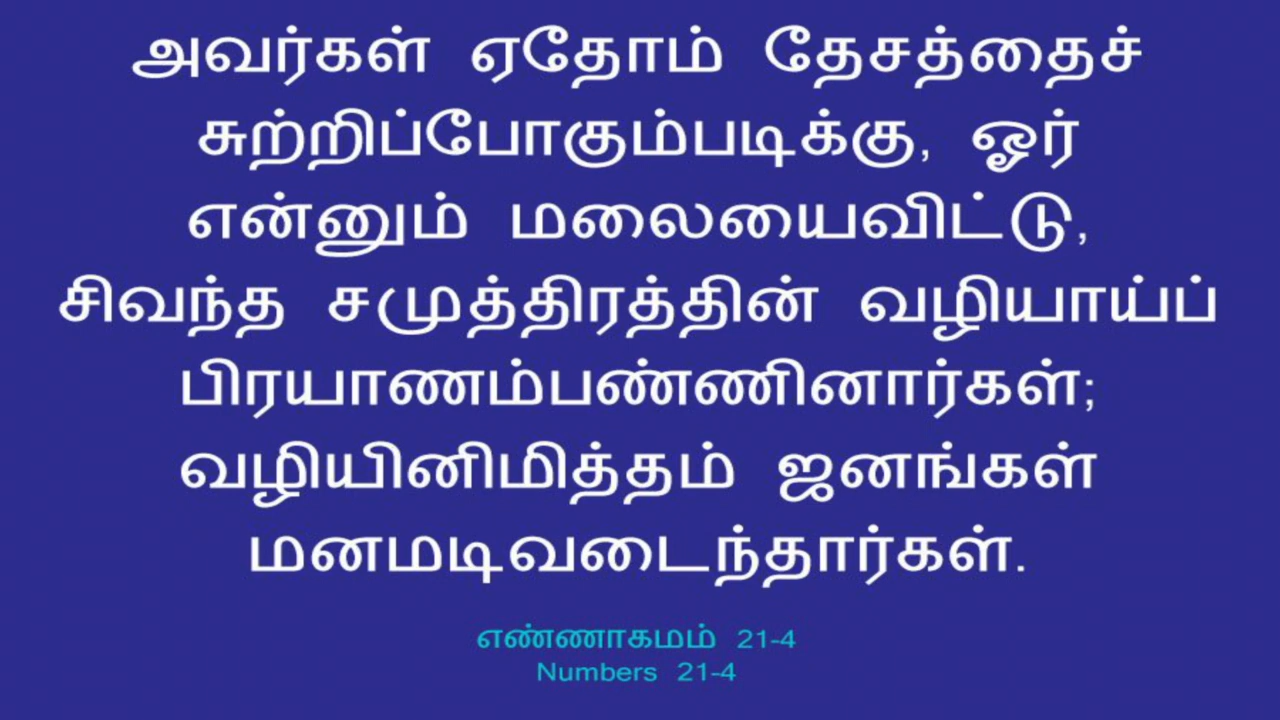 அவர்கள் ஏதோம் தேசத்தைச்
சுற்றிப்போகும்படிக்கு, ஓர்
என்னும் மலையைவிட்டு,
சிவந்த சமுத்திரத்தின் வழியாய்ப்
பிரயாணம்பண்ணினார்கள்;
வழியினிமித்தம் ஜனங்கள்
மனமடிவடைந்தார்கள்.
எண்ணாகமம் 21-4
Numbers 21-4